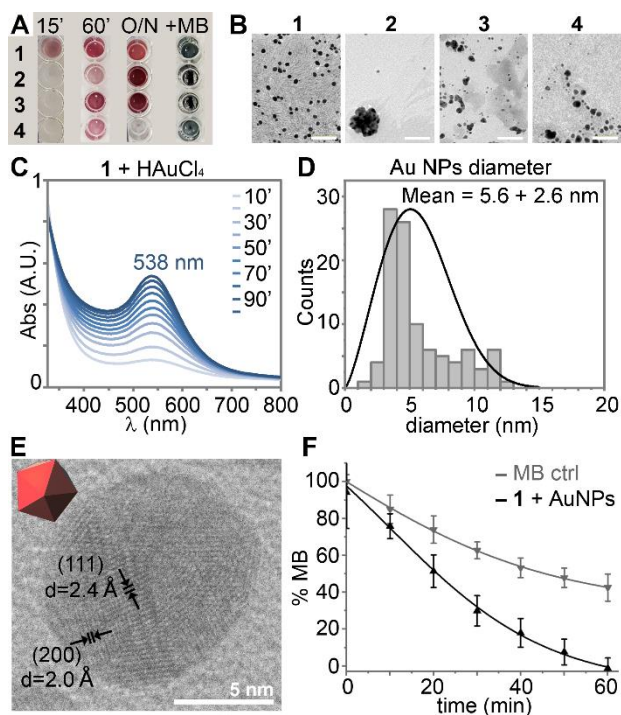 A
15' 60' O/N +MB
1
2
3
4
B
1 2 3 4
C
1 + HAuCl₄
1
Abs (A.U.)
0
538 nm
10'
30'
50'
70'
90'
400 500 600 700 800
λ (nm)
D
Au NPs diameter
Mean = 5.6 + 2.6 nm
Counts
30
20
10
0
0 5 10 15 20
diameter (nm)
E
(111)
d=2.4 Å
(200)
d=2.0 Å
5 nm
F
MB ctrl
1 + AuNPs
% MB
100
80
60
40
20
0
0 20 40 60
time (min)